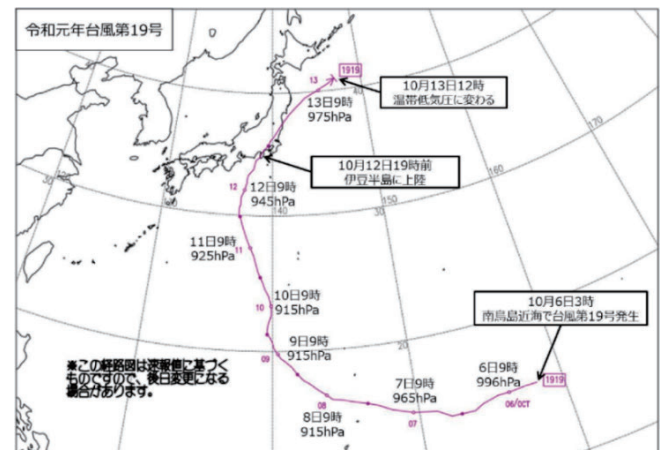 令和元年台風第19号
1919
13
10月13日12時
温帯低気圧に変わる
40
13日9時
975hPa
170
10月12日19時前
伊豆半島に上陸
30
160
12
12日9時
945hPa
150
140
30
11日9時
925hPa
11
10月6日3時
南鳥島近海で台風第19号発生
10日9時
915hPa
10
9日9時
915hPa
09
20
※この経路図は速報値に基づく
ものですので、後日変更になる
場合があります。
6日9時
996hPa
1919
7日9時
965hPa
06/OCT
08
07
8日9時
915hPa